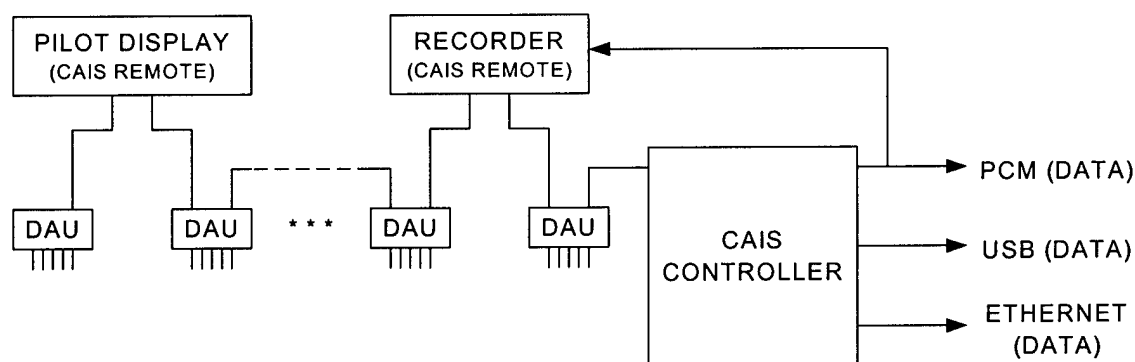 PILOT DISPLAY
(CAIS REMOTE)
RECORDER
(CAIS REMOTE)
DAU
DAU
* * *
DAU
DAU
CAIS
CONTROLLER
PCM (DATA)
USB (DATA)
ETHERNET
(DATA)